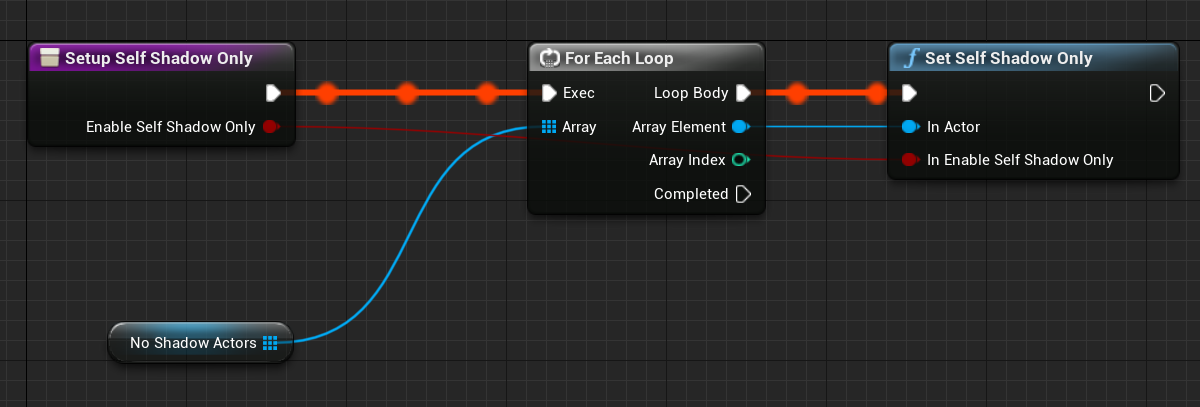 Setup Self Shadow Only
Enable Self Shadow Only
For Each Loop
Exec
Loop Body
Array
Array Element
Array Index
Completed
Set Self Shadow Only
In Actor
In Enable Self Shadow Only
No Shadow Actors